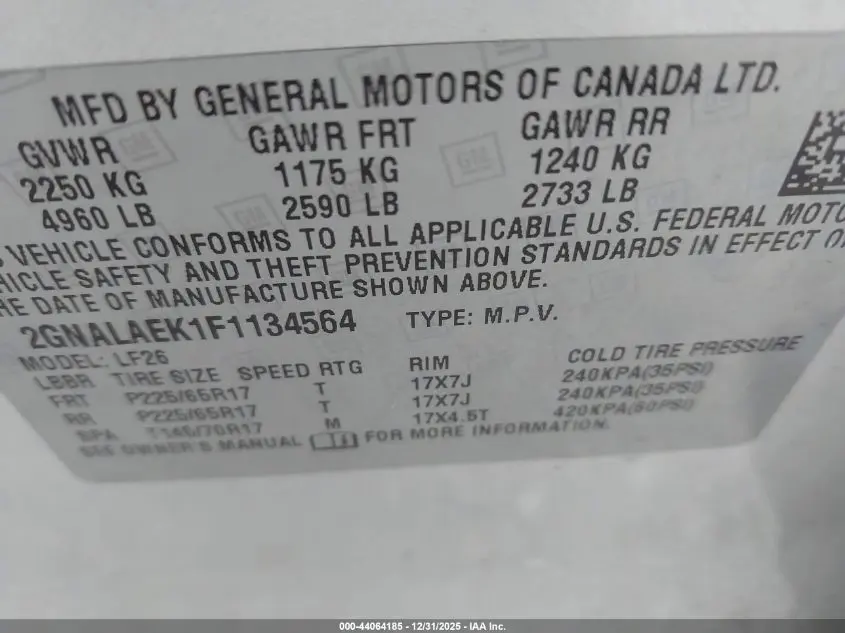 MFD BY GENERAL MOTORS OF CANADA LTD.
GVWR GAWR FRT GAWR RR
2250 KG 1175 KG 1240 KG
4960 LB 2590 LB 2733 LB
VEHICLE CONFORMS TO ALL APPLICABLE U.S. FEDERAL MOTO
HICLE SAFETY AND THEFT PREVENTION STANDARDS IN EFFECT O
HE DATE OF MANUFACTURE SHOWN ABOVE.
2GNALAEK1F1134564 TYPE: M.P.V.
MODEL: LF26
LBBR TIRE SIZE SPEED RTG RIM COLD TIRE PRESSURE
FRT P225/65R17 T 17X7J 240KPA(35PSI)
RR P225/65R17 T 17X7J 240KPA(35PSI)
SPA T145/70R17 M 17X4.5T 420KPA(60PSI)
SEE OWNER'S MANUAL FOR MORE INFORMATION.
000-44064185 - 12/31/2025 - IAA Inc.